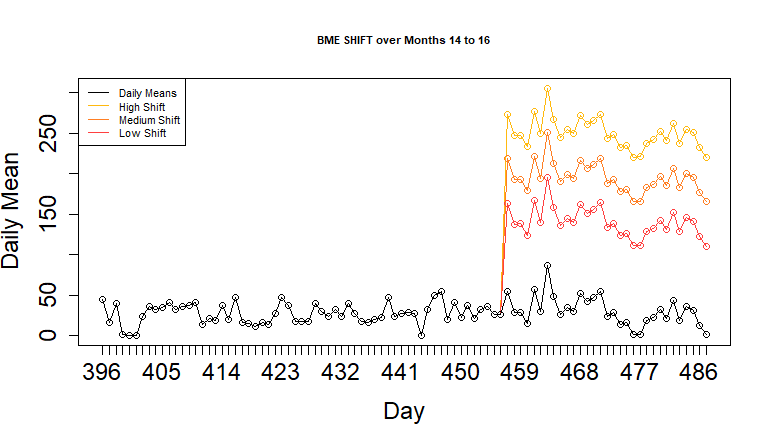 BME SHIFT over Months 14 to 16
Daily Means
High Shift
Medium Shift
Low Shift
Daily Mean
250
150
50
0
396 405 414 423 432 441 450 459 468 477 486
Day